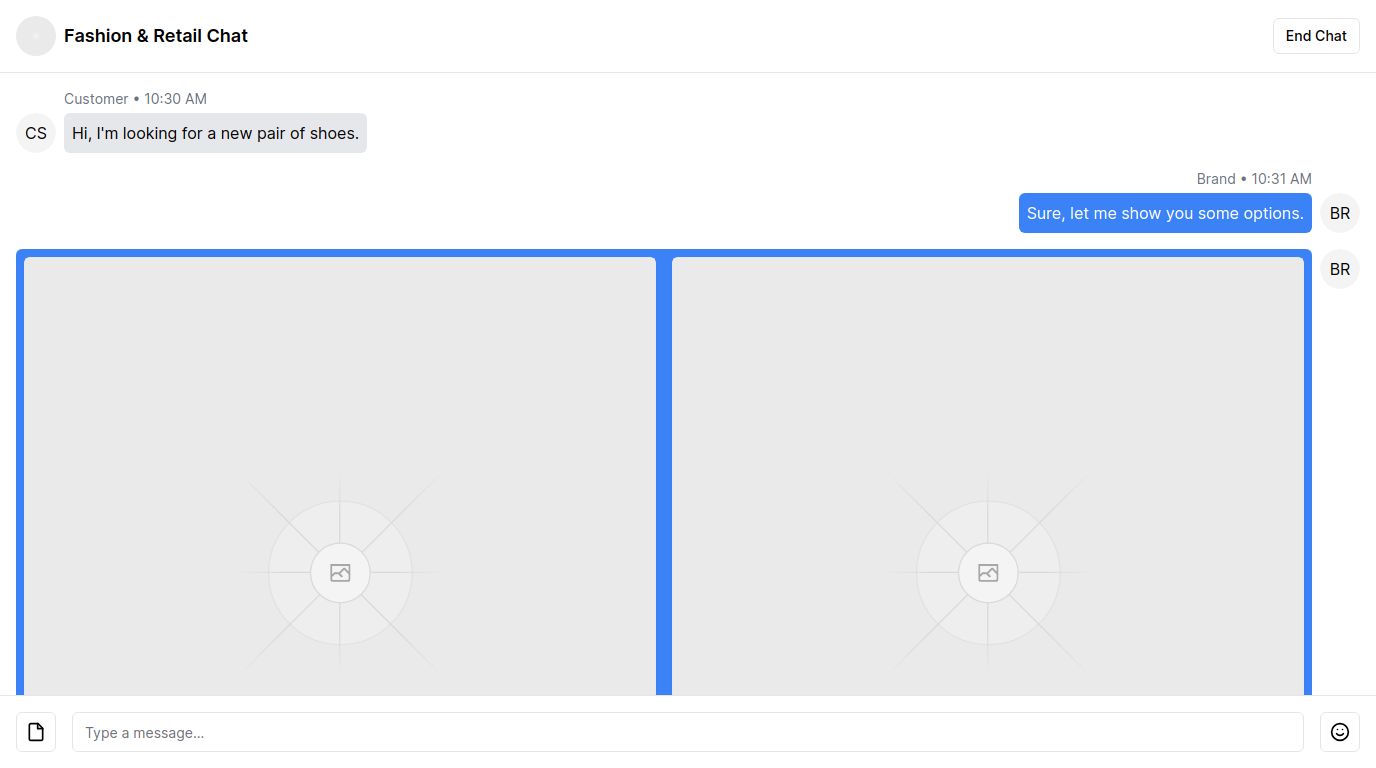 Fashion & Retail Chat
End Chat
Customer • 10:30 AM
CS
Hi, I'm looking for a new pair of shoes.
Brand • 10:31 AM
Sure, let me show you some options.
BR
BR
Type a message...